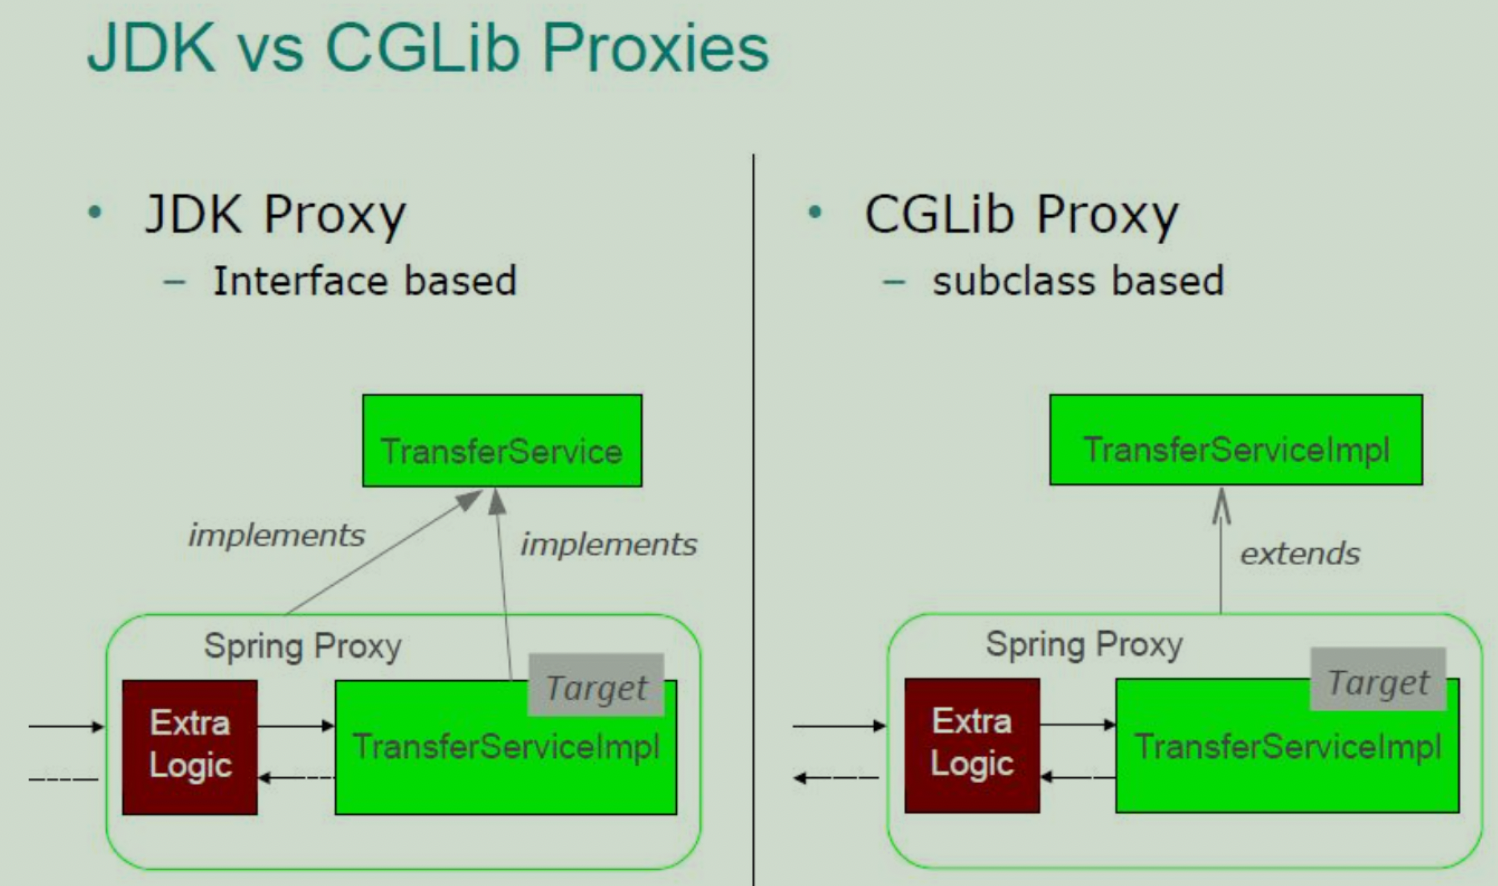 JDK vs CGLib Proxies
• JDK Proxy
– Interface based
TransferService
implements
implements
Spring Proxy
Target
Extra
Logic
TransferServiceImpl
• CGLib Proxy
– subclass based
TransferServiceImpl
extends
Spring Proxy
Target
Extra
Logic
TransferServiceImpl